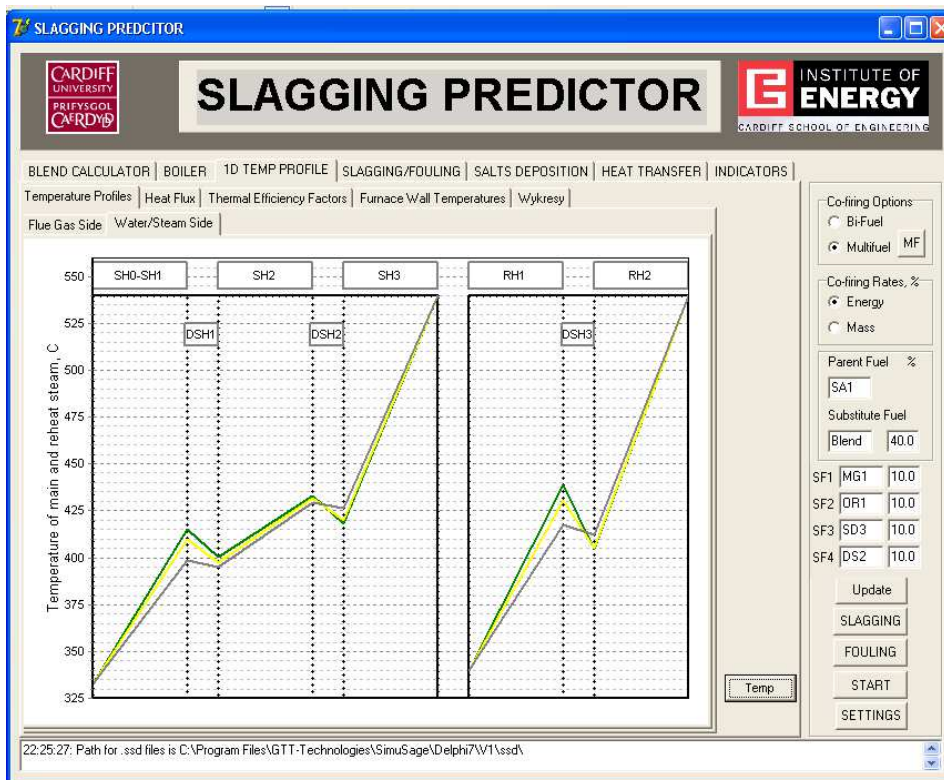 SLAGGING PREDCITOR
CARDIFF
UNIVERSITY
PRIFYSGOL
CAERDYDD
SLAGGING PREDICTOR
INSTITUTE OF
ENERGY
CARDIFF SCHOOL OF ENGINEERING
BLEND CALCULATOR BOILER 1D TEMP PROFILE SLAGGING/FOULING SALTS DEPOSITION HEAT TRANSFER INDICATORS
Temperature Profiles Heat Flux Thermal Efficiency Factors Furnace Wall Temperatures Wykresy
Flue Gas Side Water/Steam Side
SH0-SH1 SH2 SH3 RH1 RH2
DSH1 DSH2 DSH3
Temperature of main and reheat steam, C
550
525
500
475
450
425
400
375
350
325
Temp
Co-firing Options
Bi-Fuel
Multifuel MF
Co-firing Rates, %
Energy
Mass
Parent Fuel %
SA1
Substitute Fuel
Blend 40.0
SF1 MG1 10.0
SF2 OR1 10.0
SF3 SD3 10.0
SF4 DS2 10.0
Update
SLAGGING
FOULING
START
SETTINGS
22:25:27: Path for .ssd files is C:\Program Files\GTT-Technologies\SimuSage\Delphi7\V1\ssd\